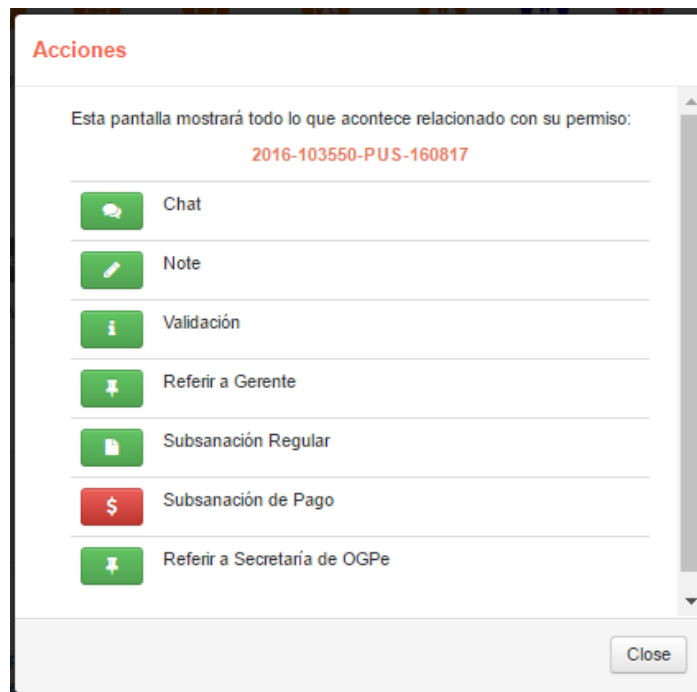 Acciones
Esta pantalla mostrará todo lo que acontece relacionado con su permiso:
2016-103550-PUS-160817
Chat
Note
Validación
Referir a Gerente
Subsanación Regular
$ Subsanación de Pago
Referir a Secretaría de OGPe
Close